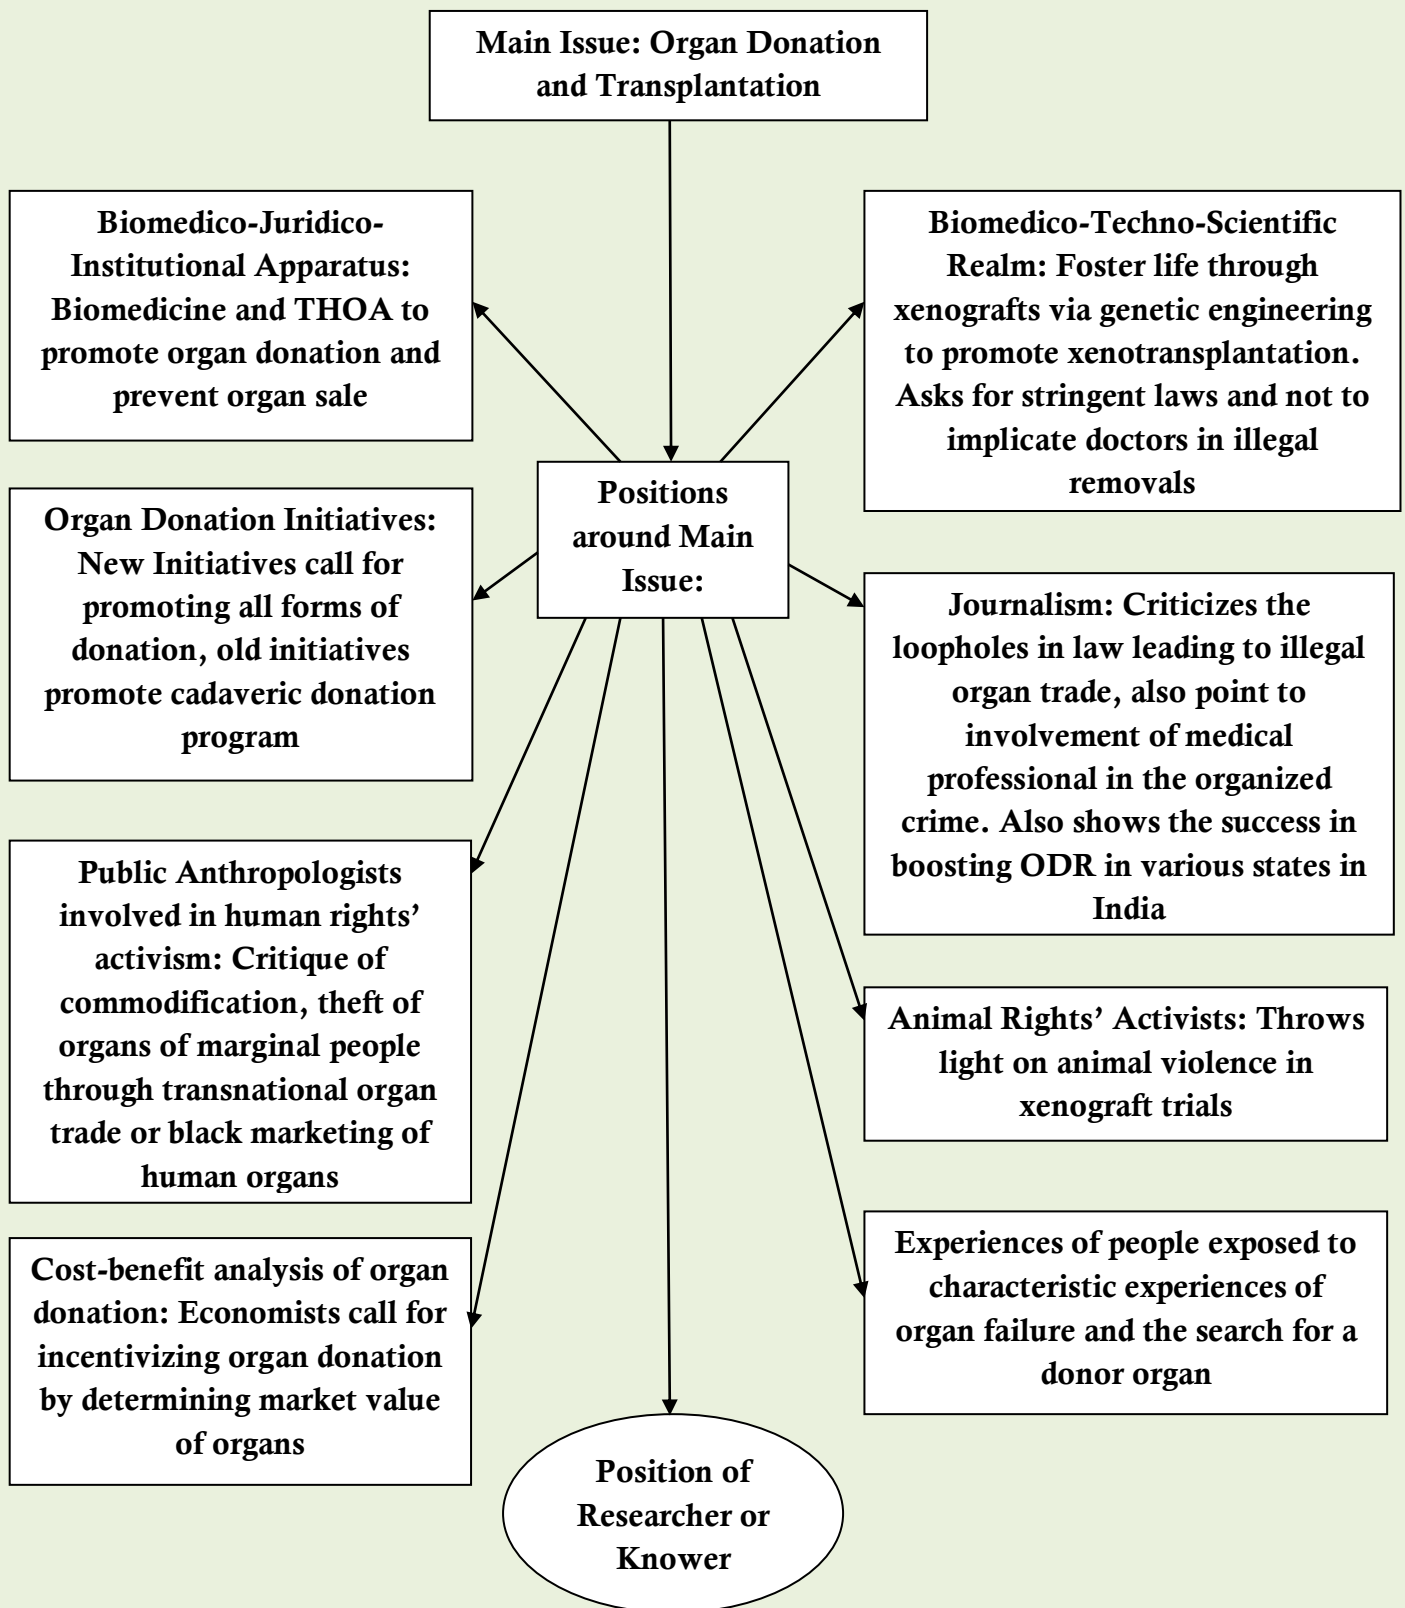 Main Issue: Organ Donation
and Transplantation
Biomedico-Juridico-
Institutional Apparatus:
Biomedicine and THOA to
promote organ donation and
prevent organ sale
Biomedico-Techno-Scientific
Realm: Foster life through
xenografts via genetic engineering
to promote xenotransplantation.
Asks for stringent laws and not to
implicate doctors in illegal
removals
Positions
around Main
Issue:
Organ Donation Initiatives:
New Initiatives call for
promoting all forms of
donation, old initiatives
promote cadaveric donation
program
Journalism: Criticizes the
loopholes in law leading to illegal
organ trade, also point to
involvement of medical
professional in the organized
crime. Also shows the success in
boosting ODR in various states in
India
Public Anthropologists
involved in human rights’
activism: Critique of
commodification, theft of
organs of marginal people
through transnational organ
trade or black marketing of
human organs
Animal Rights’ Activists: Throws
light on animal violence in
xenograft trials
Cost-benefit analysis of organ
donation: Economists call for
incentivizing organ donation
by determining market value
of organs
Experiences of people exposed to
characteristic experiences of
organ failure and the search for a
donor organ
Position of
Researcher or
Knower